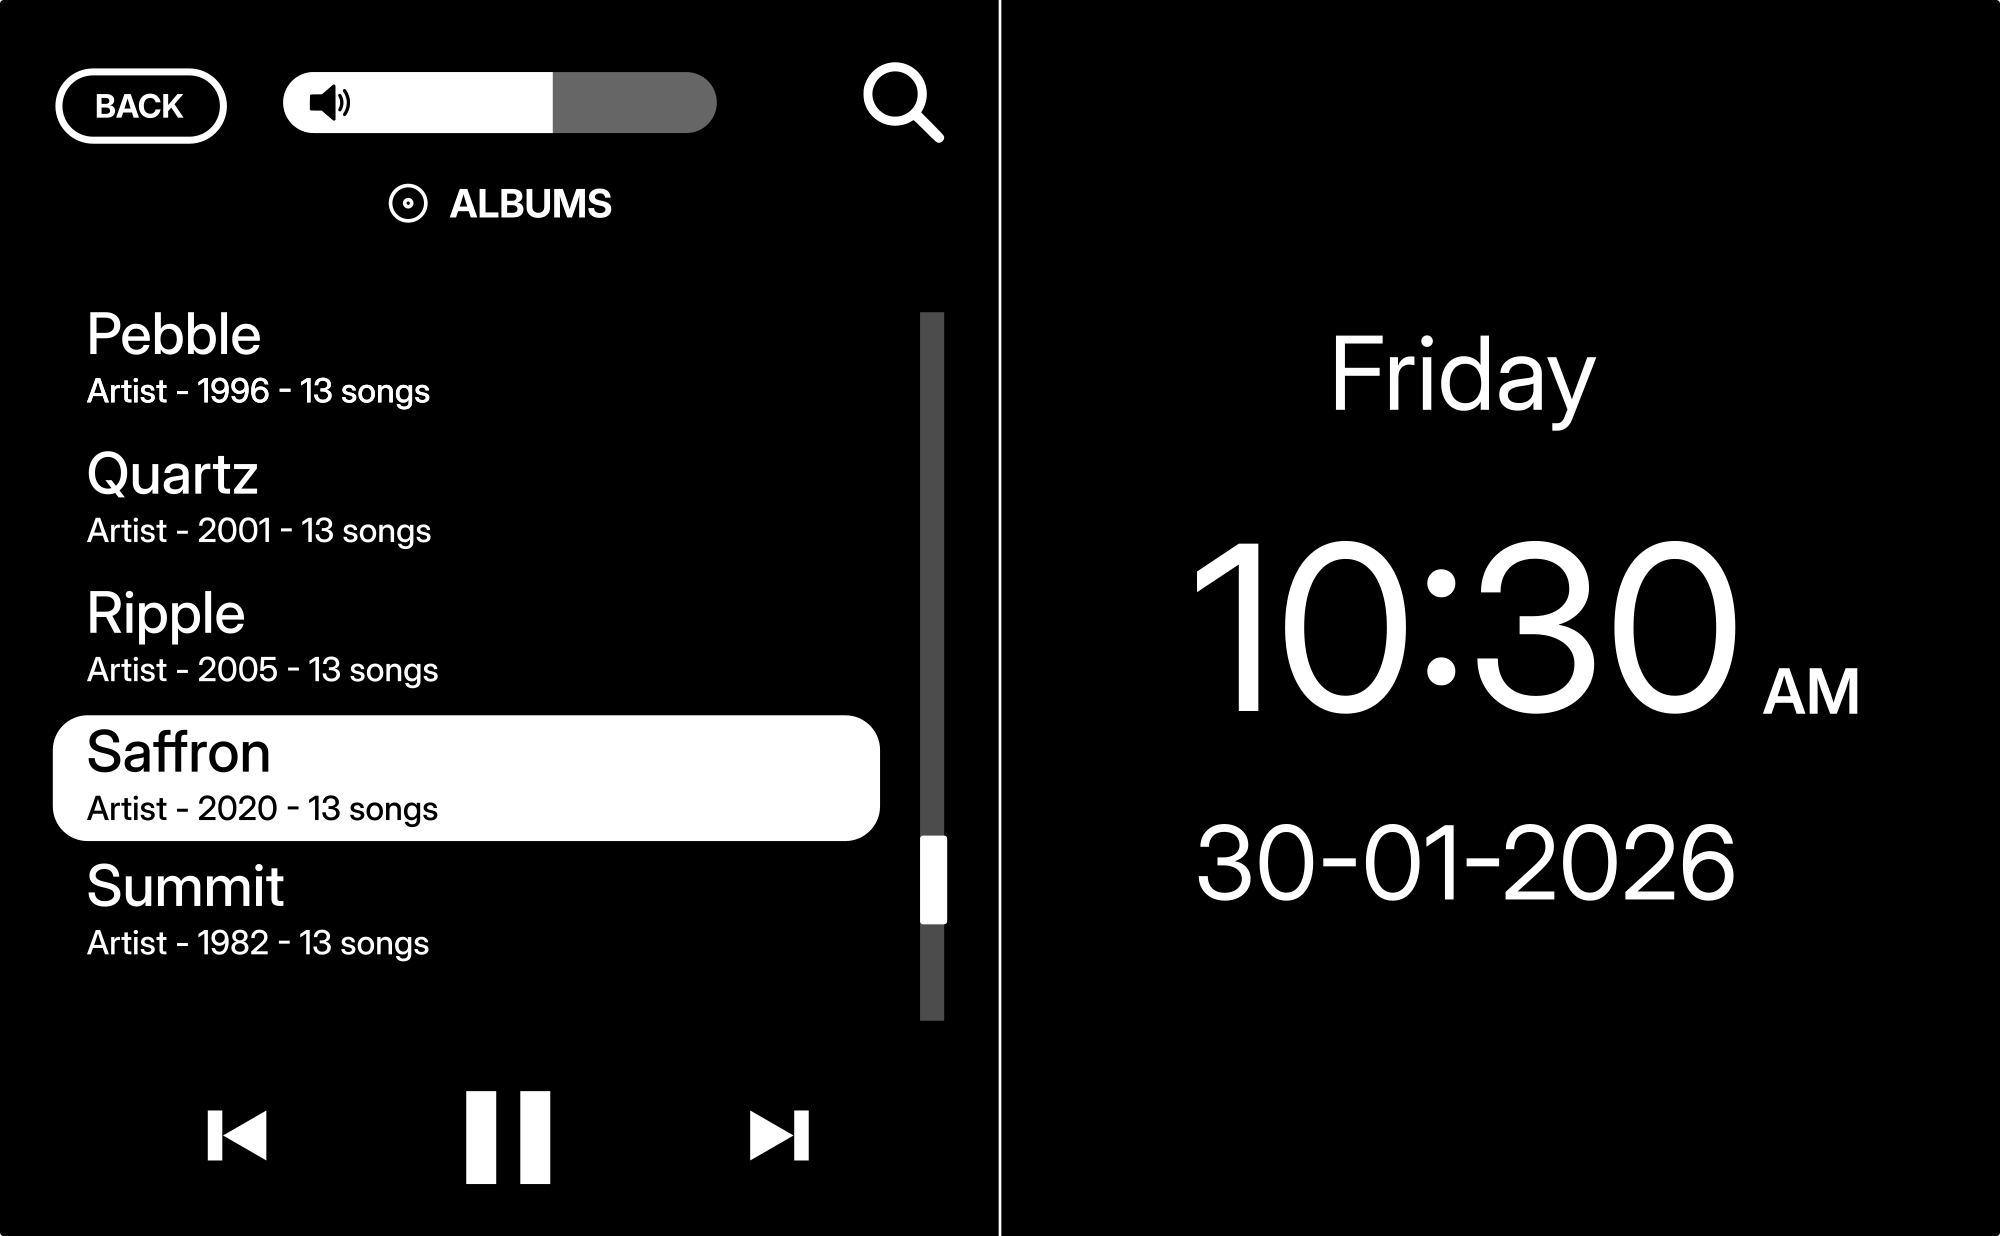 BACK
ALBUMS
Pebble
Artist - 1996 - 13 songs
Quartz
Artist - 2001 - 13 songs
Ripple
Artist - 2005 - 13 songs
Saffron
Artist - 2020 - 13 songs
Summit
Artist - 1982 - 13 songs
Friday
10:30 AM
30-01-2026